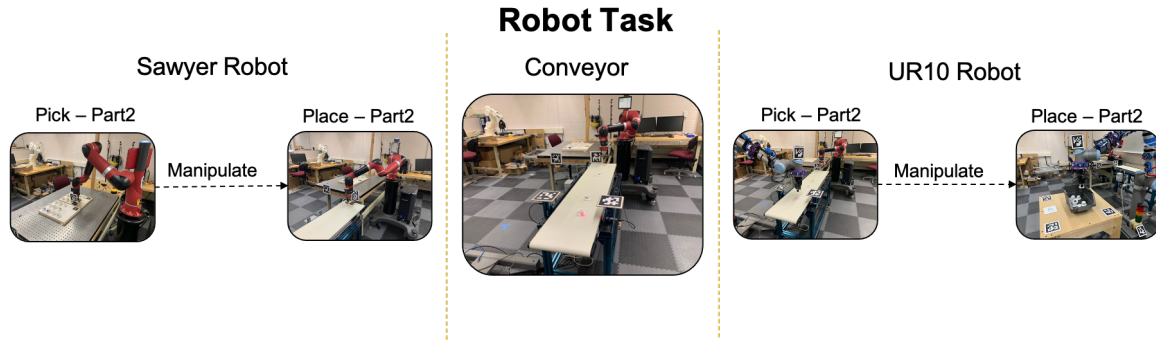 Robot Task
Sawyer Robot
Conveyor
UR10 Robot
Pick – Part2
Place – Part2
Pick – Part2
Place – Part2
Manipulate
Manipulate